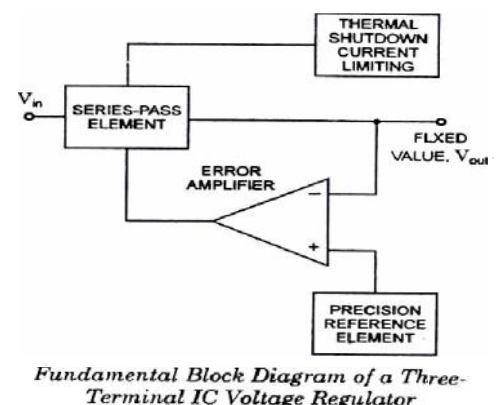 THERMAL
SHUTDOWN
CURRENT
LIMITING
Vin
SERIES-PASS
ELEMENT
FLXED
VALUE, Vout
ERROR
AMPLIFIER
−
+
PRECISION
REFERENCE
ELEMENT
Fundamental Block Diagram of a Three-
Terminal IC Voltage Regulator